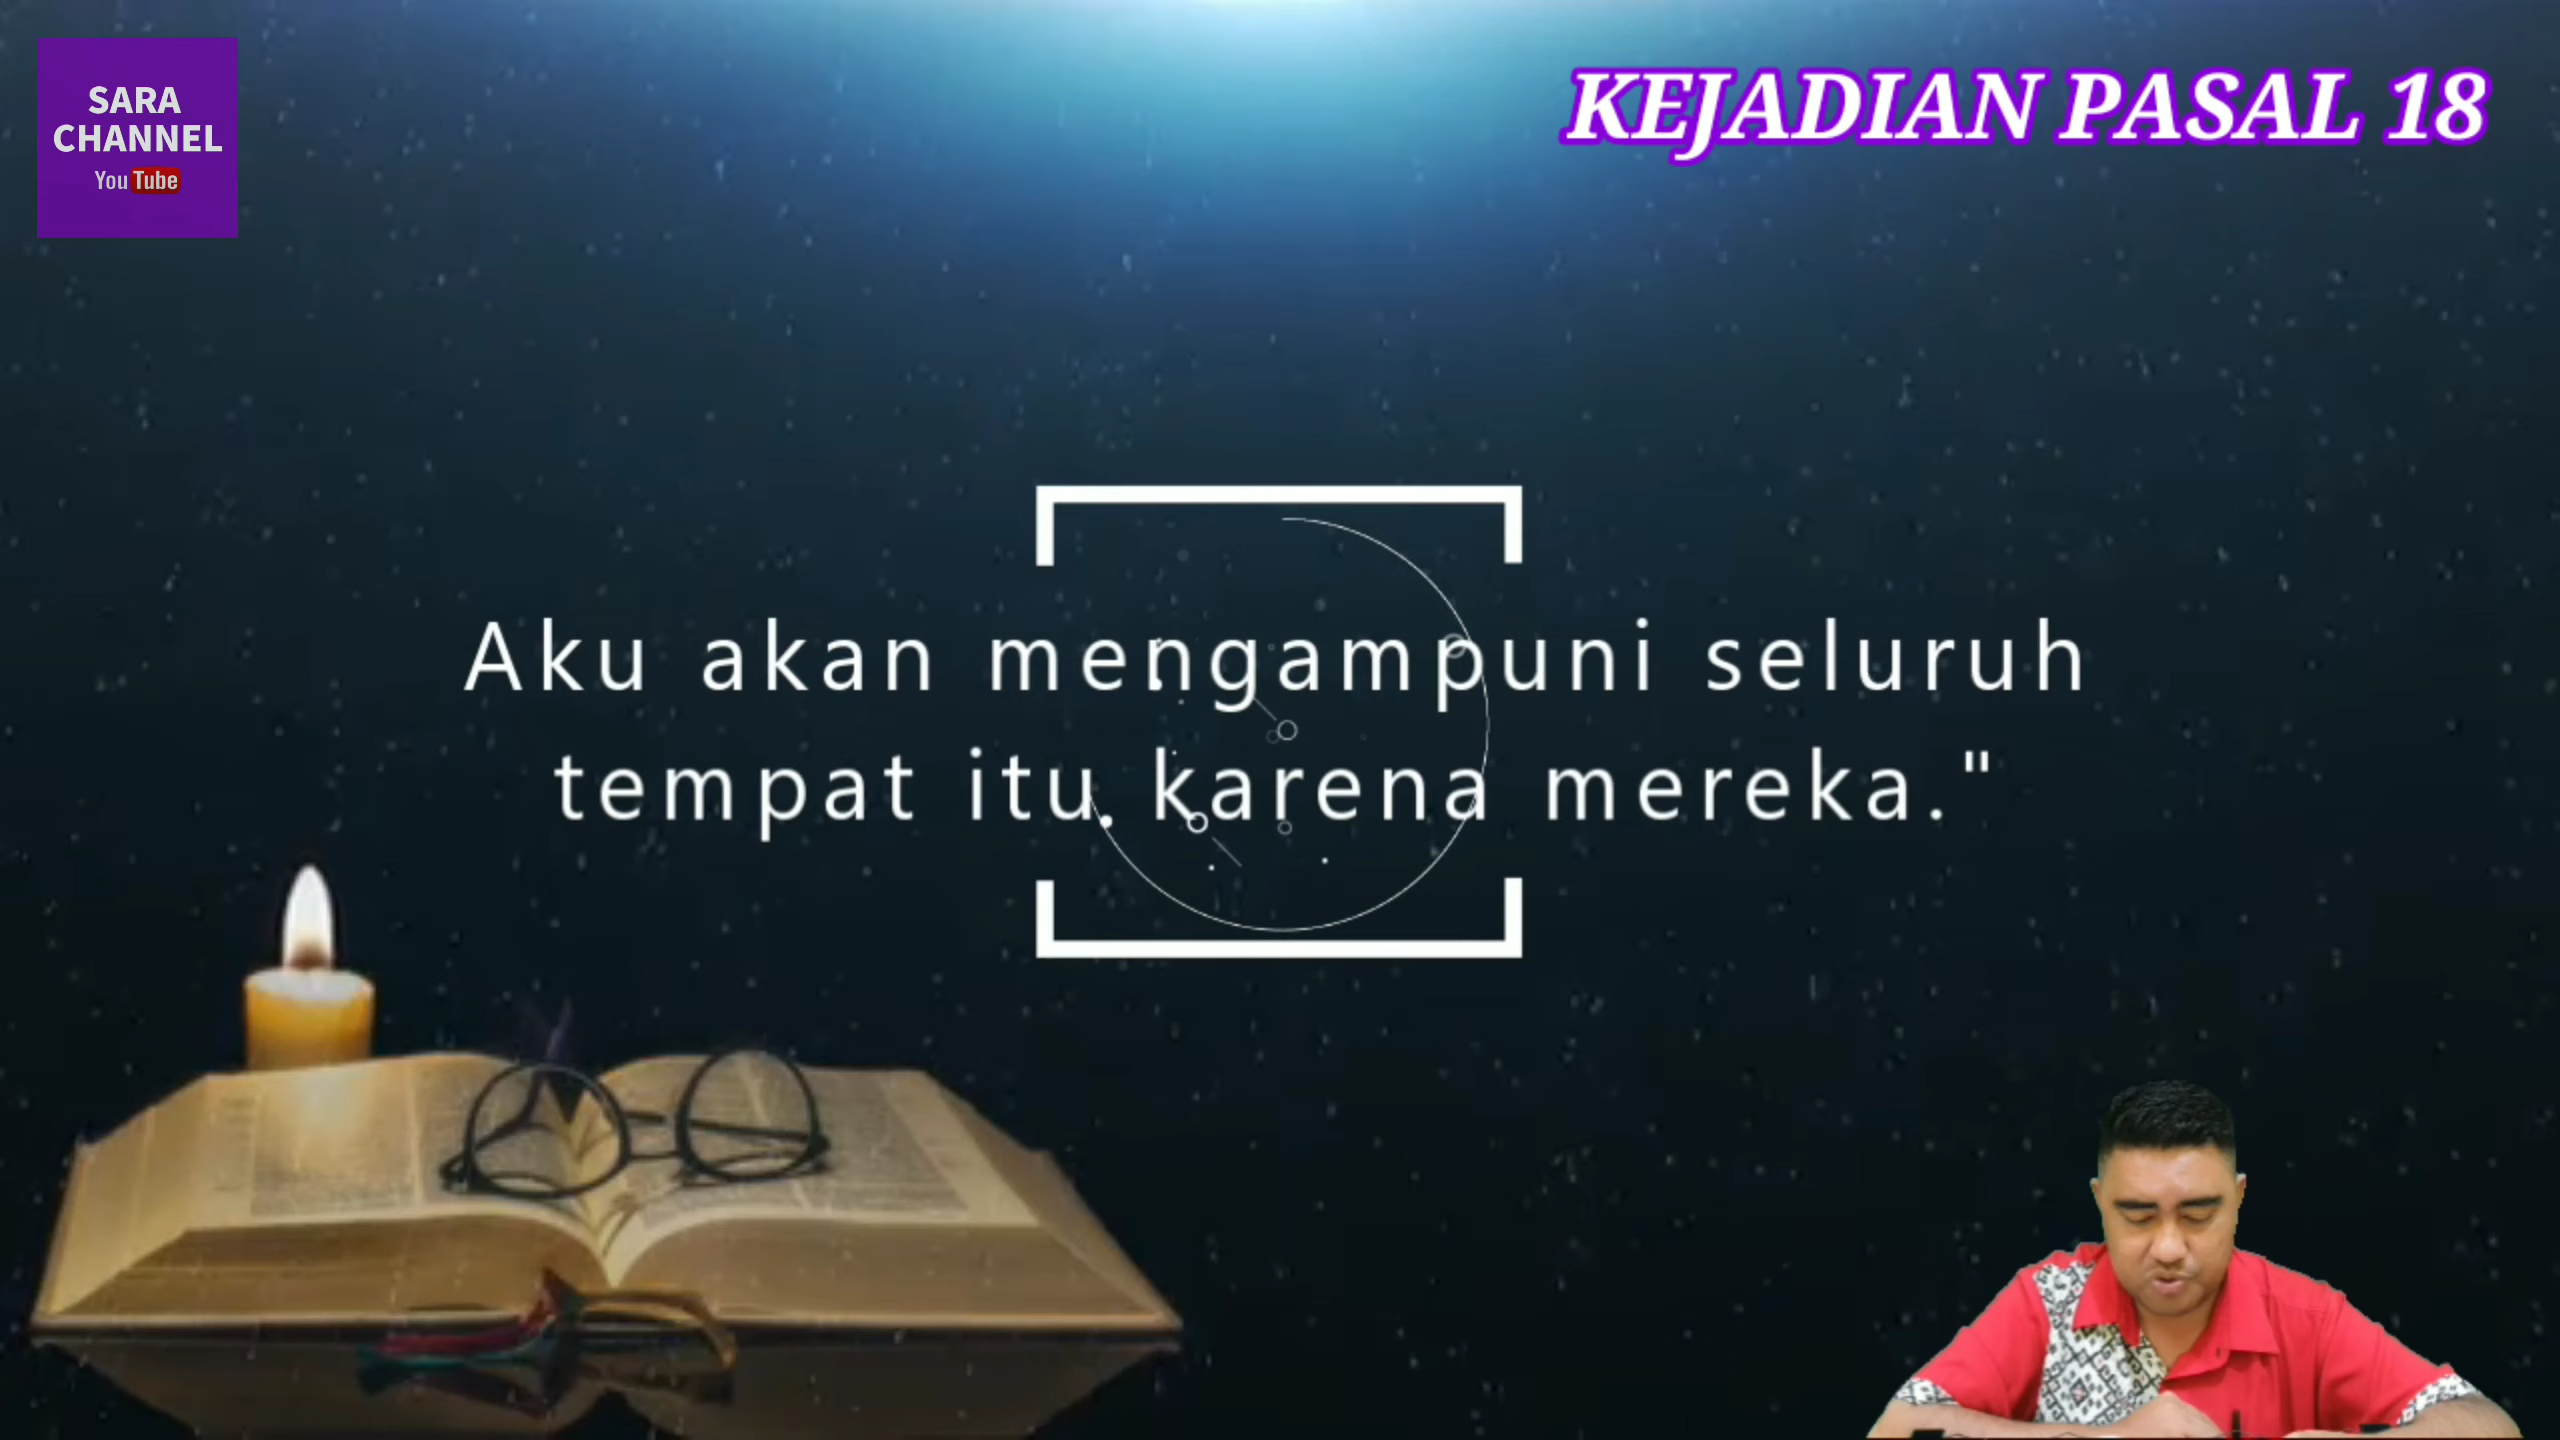 SARA
CHANNEL
YouTube
KEJADIAN PASAL 18
Aku akan mengampuni seluruh
tempat itu karena mereka."